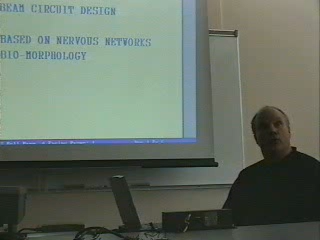 BEAM CIRCUIT DESIGN
BASED ON NERVOUS NETWORKS
BIO-MORPHOLOGY